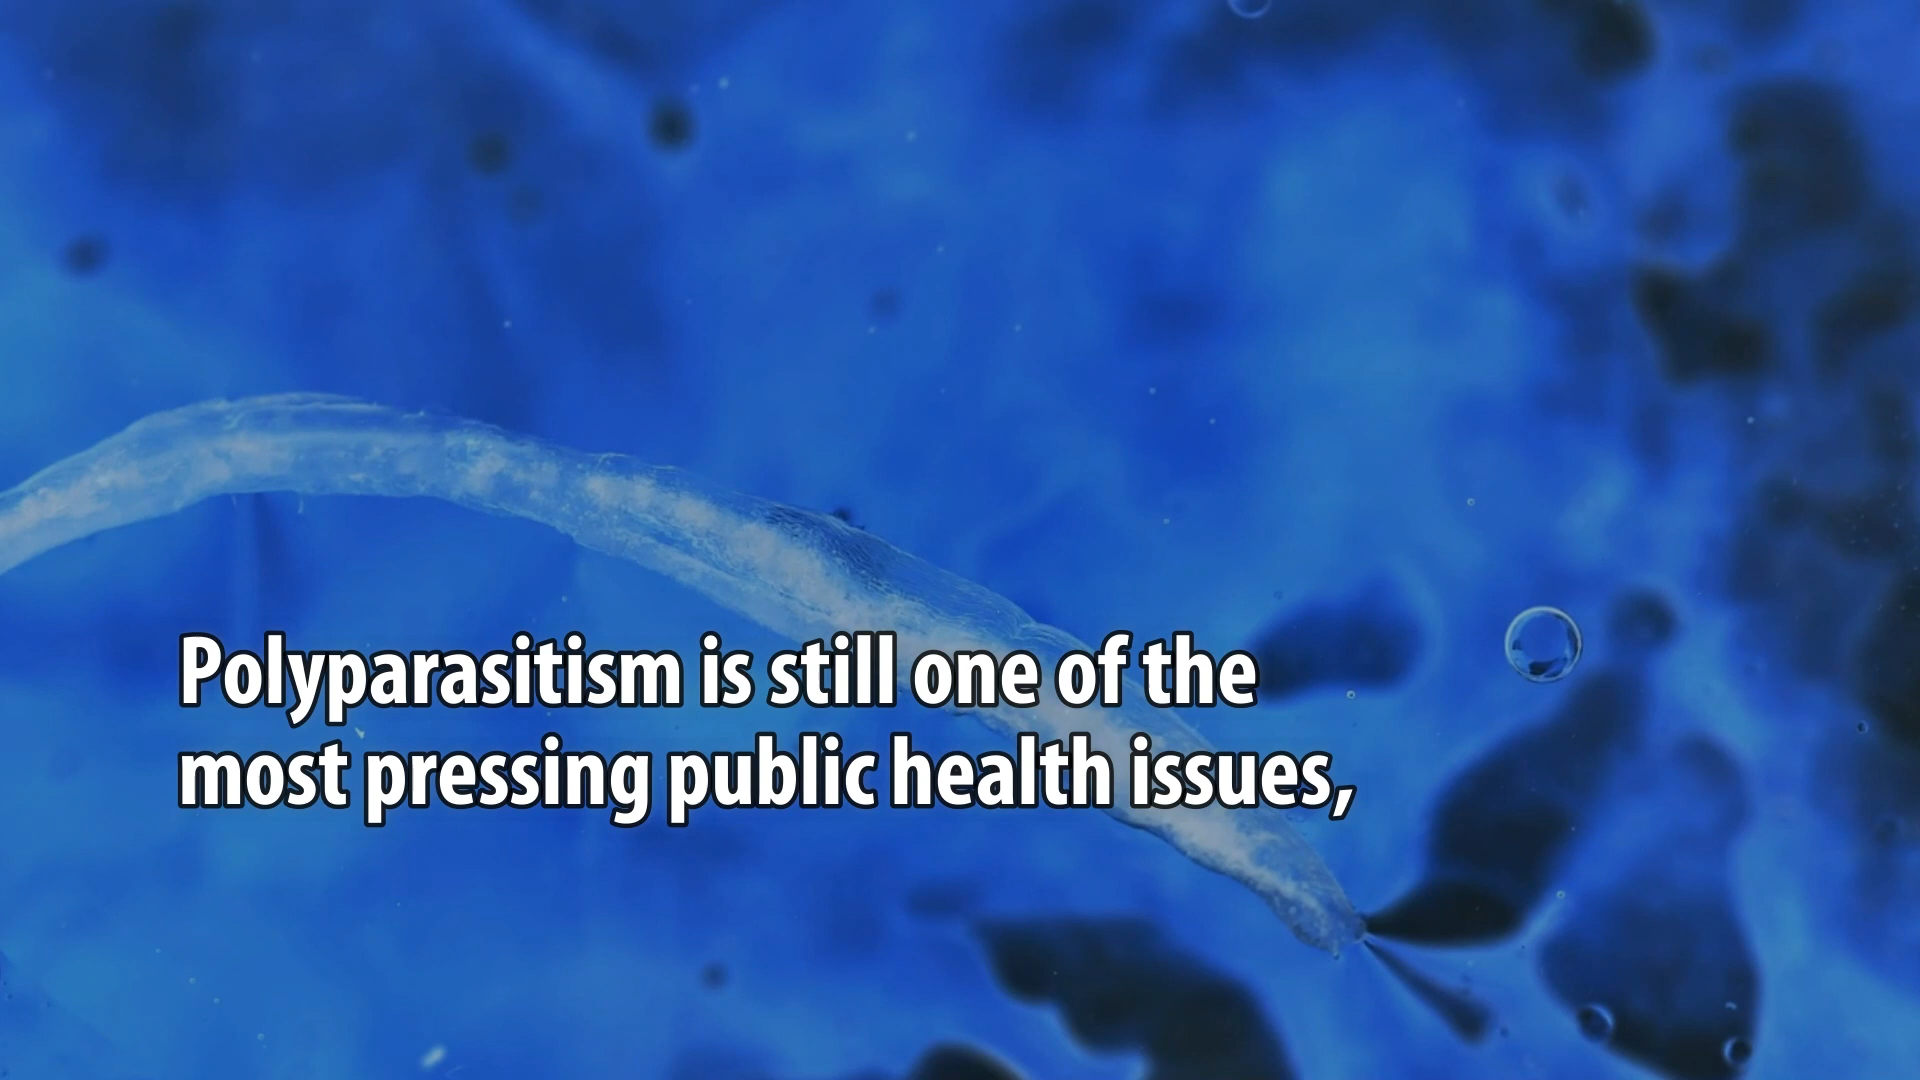 Polyparasitism is still one of the
most pressing public health issues,